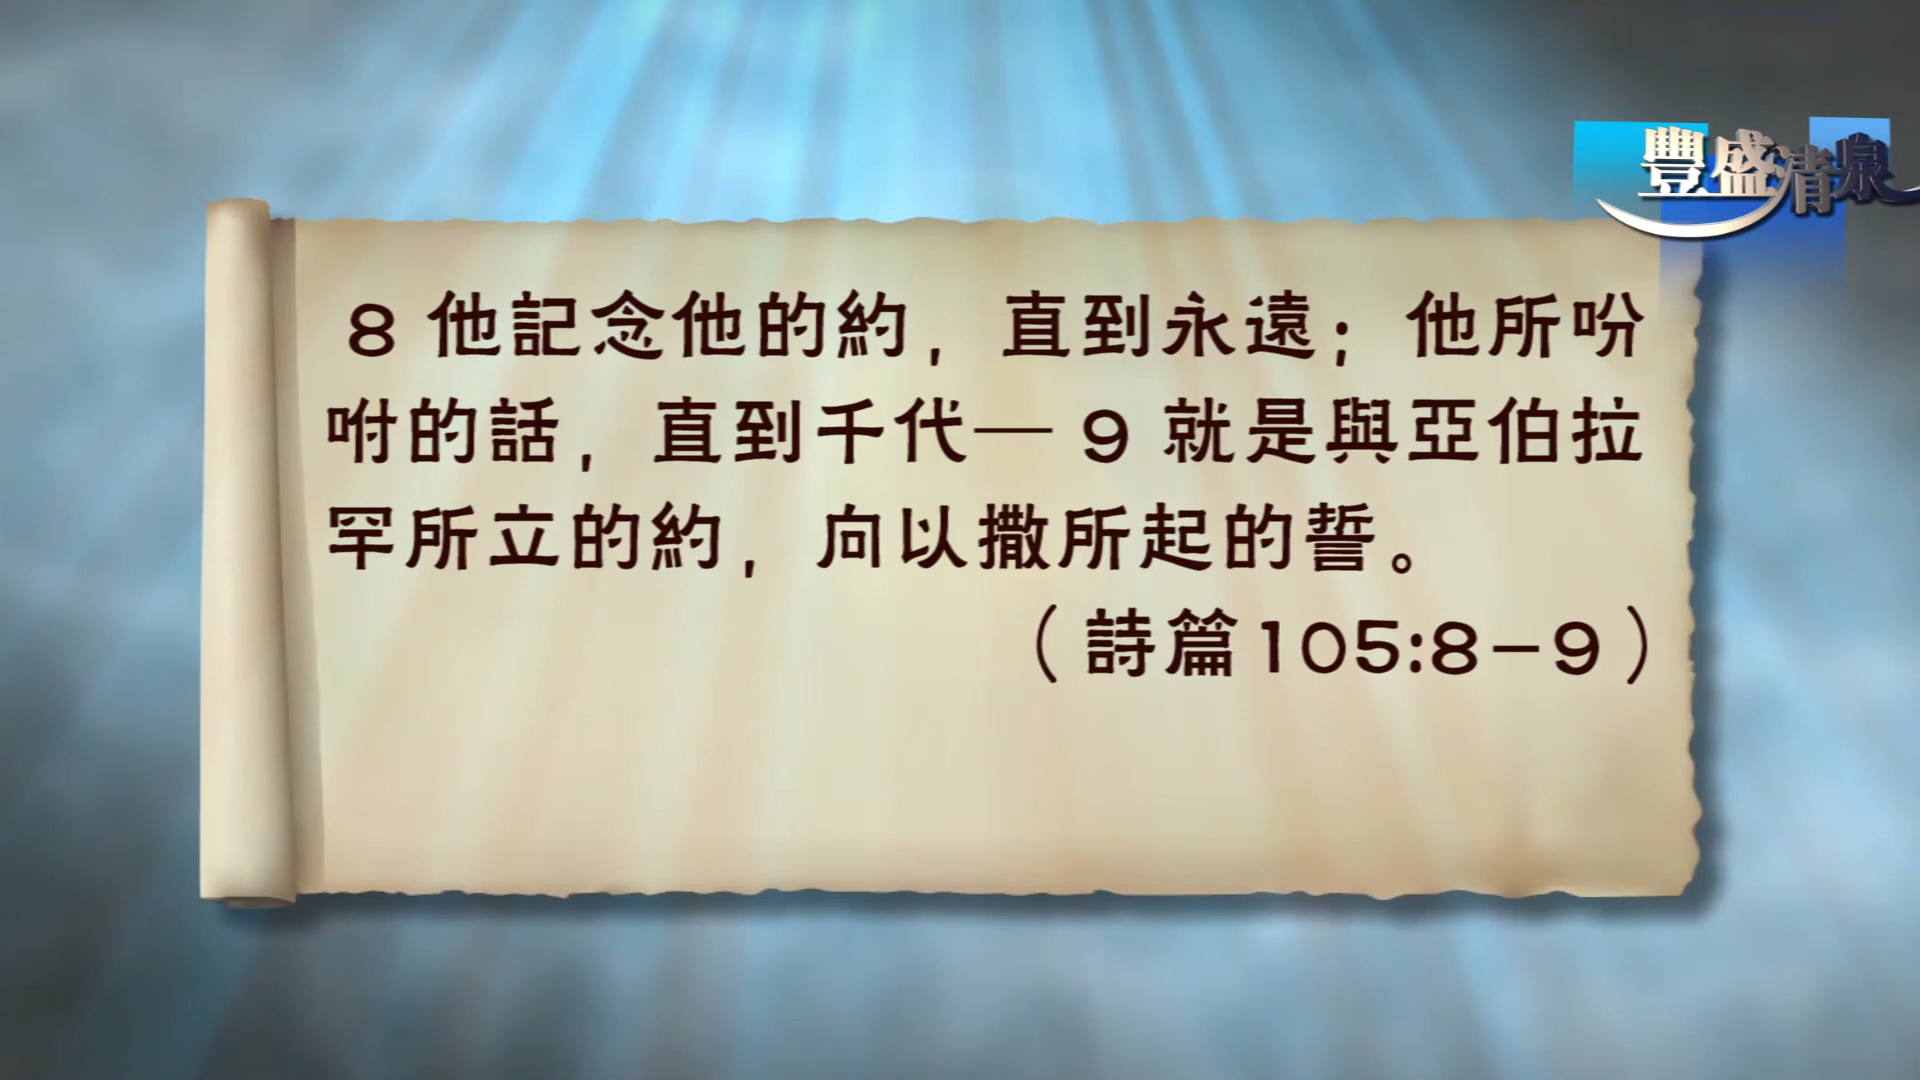 豐盛清泉
8 他記念他的約，直到永遠；他所吩
咐的話，直到千代─ 9 就是與亞伯拉
罕所立的約，向以撒所起的誓。
（詩篇105:8-9）